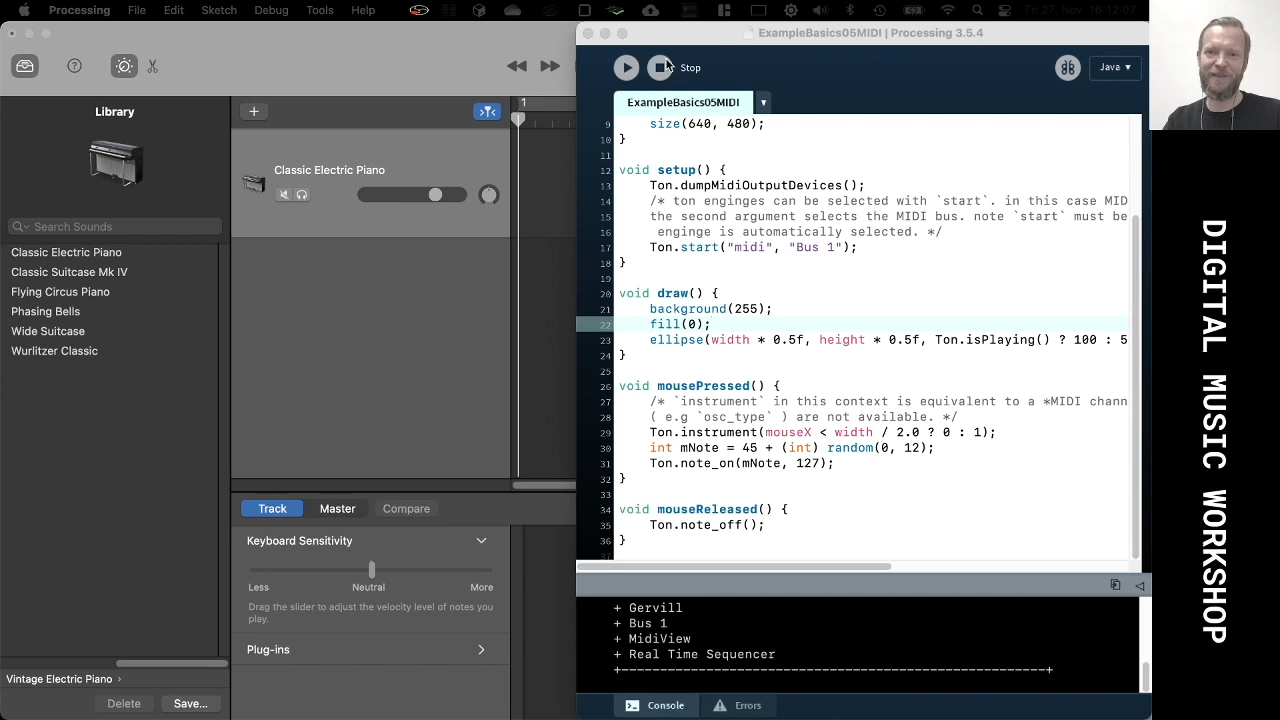 Processing File Edit Sketch Debug Tools Help Fri 27. Nov 16:12:07
ExampleBasics05MIDI | Processing 3.5.4
Stop
Java ▾
Library
Search Sounds
Classic Electric Piano
Classic Suitcase Mk IV
Flying Circus Piano
Pressing Bells
Wide Suitcase
Wurlitzer Classic
Vintage Electric Piano ›
Delete Save...
1
Classic Electric Piano
Track Master Compare
Keyboard Sensitivity
Less Neutral More
Drag the slider to adjust the velocity level of notes you
play.
Plug-ins
ExampleBasics05MIDI
9 size(640, 480);
10 }
11
12 void setup() {
13 Ton.dumpMidiOutputDevices();
14 /* ton enginges can be selected with `start`. in this case MID
15 the second argument selects the MIDI bus. note `start` must be
16 enginge is automatically selected. */
17 Ton.start("midi", "Bus 1");
18 }
19
20 void draw() {
21 background(255);
22 fill(0);
23 ellipse(width * 0.5f, height * 0.5f, Ton.isPlaying() ? 100 : 5
24 }
25
26 void mousePressed() {
27 /* `instrument` in this context is equivalent to a *MIDI chann
28 ( e.g `osc_type` ) are not available. */
29 Ton.instrument(mouseX < width / 2.0 ? 0 : 1);
30 int mNote = 45 + (int) random(0, 12);
31 Ton.note_on(mNote, 127);
32 }
33
34 void mouseReleased() {
35 Ton.note_off();
36 }
37
+ Gervill
+ Bus 1
+ MidiView
+ Real Time Sequencer
+------------------------------------------------------+
Console Errors
DIGITAL MUSIC WORKSHOP